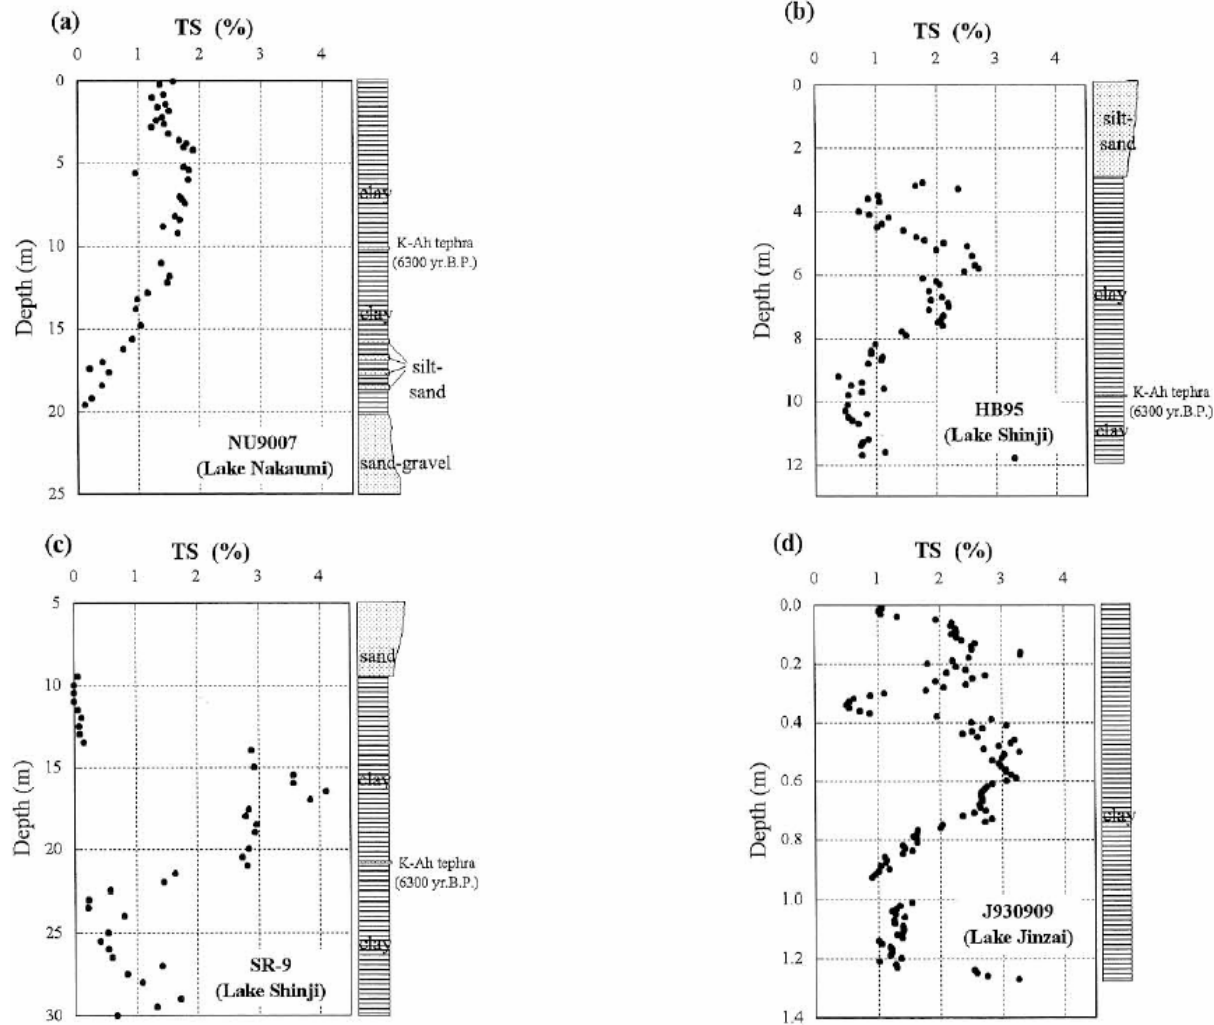 (a)
TS (%)
0 1 2 3 4
0
5
10
15
20
25
Depth (m)
clay
K-Ah tephra
(6300 yr.B.P.)
clay
silt-
sand
sand-gravel
NU9007
(Lake Nakaumi)
(b)
TS (%)
0 1 2 3 4
0
2
4
6
8
10
12
Depth (m)
silt-
sand
clay
K-Ah tephra
(6300 yr.B.P.)
clay
HB95
(Lake Shinji)
(c)
TS (%)
0 1 2 3 4
5
10
15
20
25
30
Depth (m)
sand
clay
K-Ah tephra
(6300 yr.B.P.)
clay
SR-9
(Lake Shinji)
(d)
TS (%)
0 1 2 3 4
0.0
0.2
0.4
0.6
0.8
1.0
1.2
1.4
Depth (m)
clay
J930909
(Lake Jinzai)